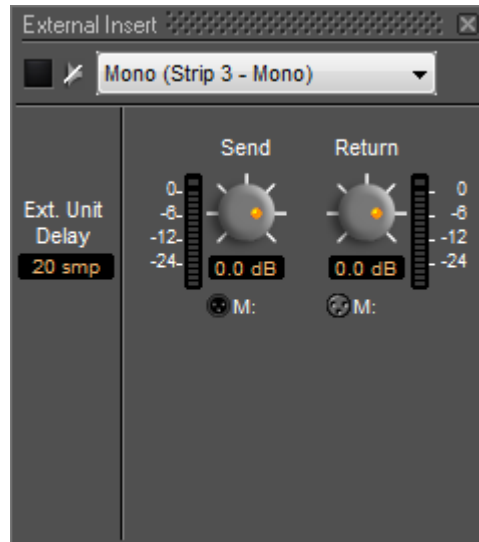 External Insert
Mono (Strip 3 - Mono)
Send Return
Ext. Unit
Delay
20 smp
0
-6
-12
-24
0.0 dB
0.0 dB
0
-6
-12
-24
M:
M: